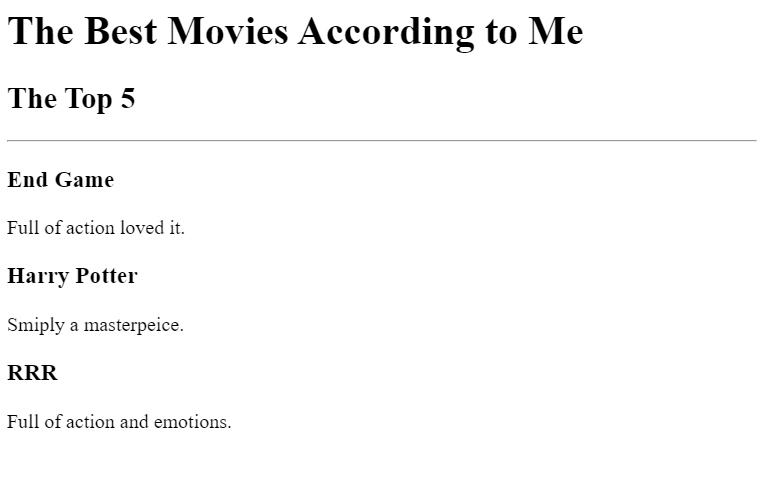 The Best Movies According to Me
The Top 5
End Game
Full of action loved it.
Harry Potter
Smiply a masterpeice.
RRR
Full of action and emotions.